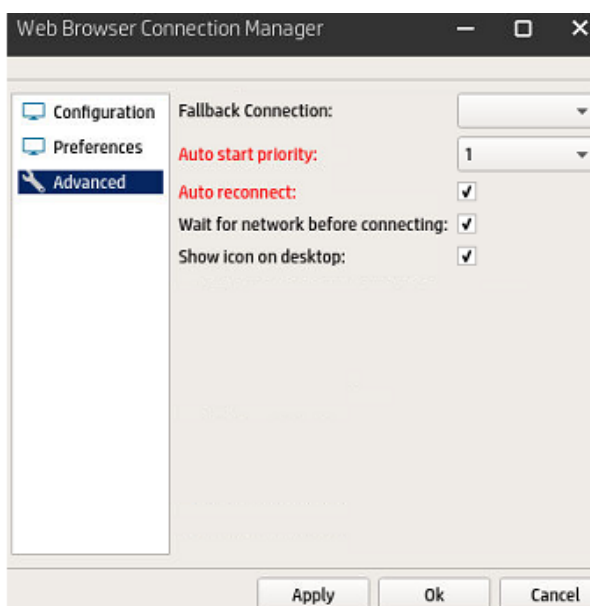 Web Browser Connection Manager
Configuration
Preferences
Advanced
Fallback Connection:
Auto start priority: 1
Auto reconnect:
Wait for network before connecting:
Show icon on desktop:
Apply Ok Cancel